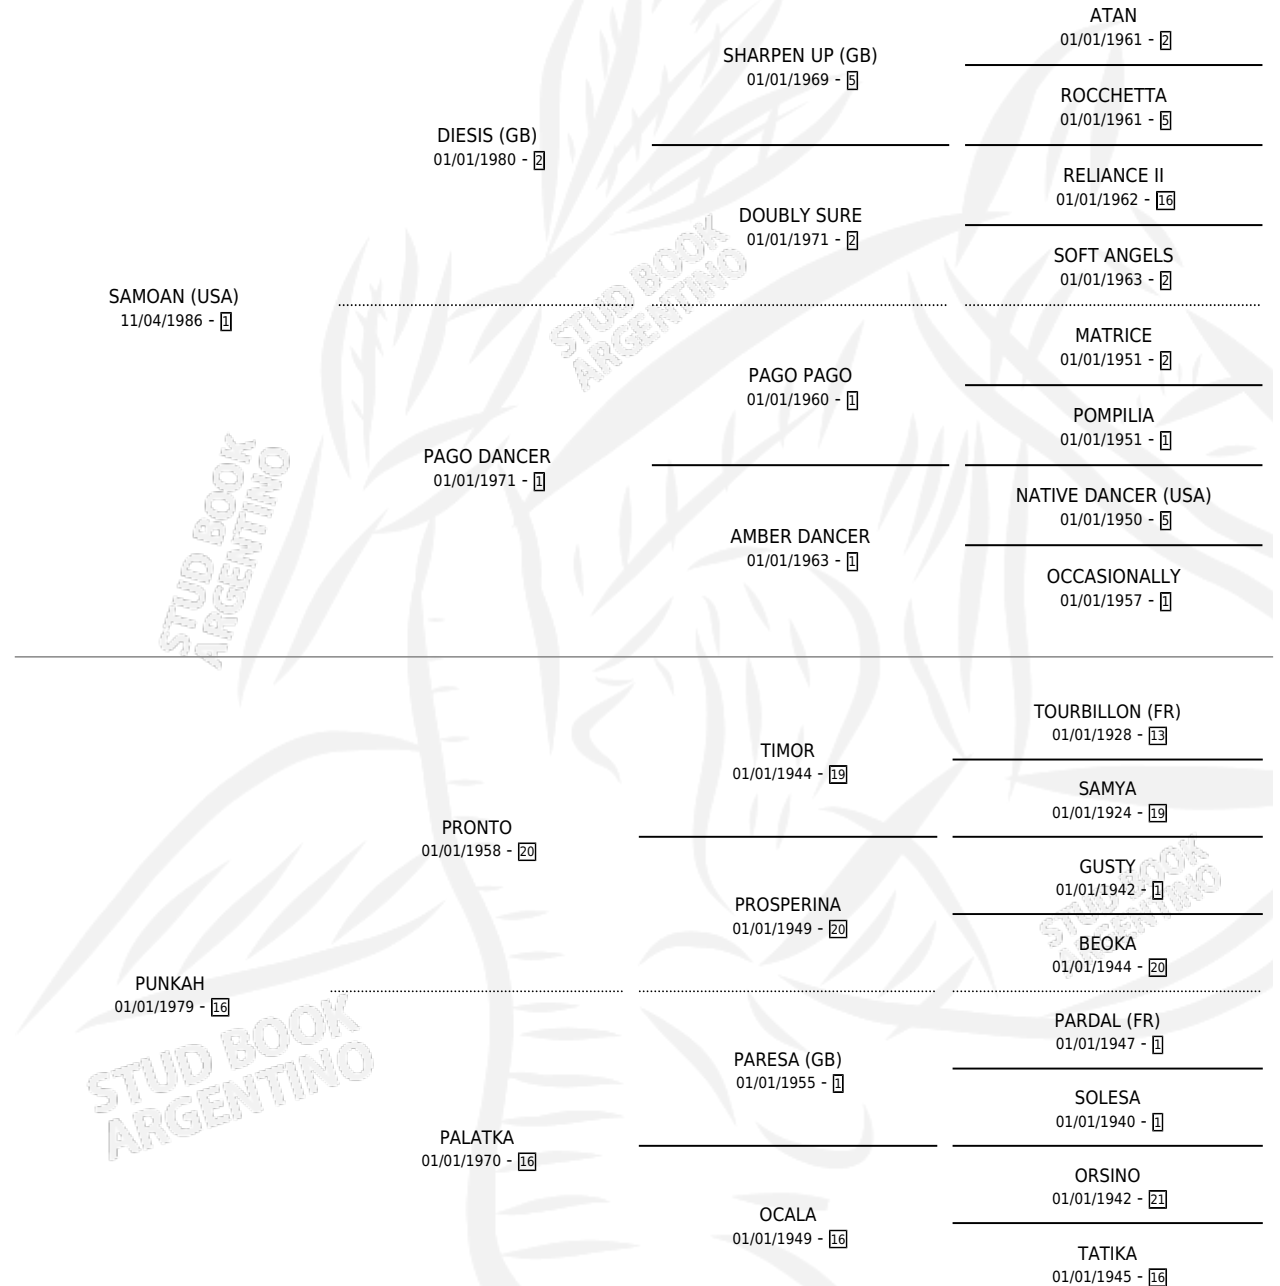 ATAN
01/01/1961 - 2
SHARPEN UP (GB)
01/01/1969 - 5
ROCCHETTA
01/01/1961 - 5
DIESIS (GB)
01/01/1980 - 2
RELIANCE II
01/01/1962 - 16
DOUBLY SURE
01/01/1971 - 2
SOFT ANGELS
01/01/1963 - 2
SAMOAN (USA)
11/04/1986 - 1
MATRICE
01/01/1951 - 2
PAGO PAGO
01/01/1960 - 1
POMPILIA
01/01/1951 - 1
PAGO DANCER
01/01/1971 - 1
NATIVE DANCER (USA)
01/01/1950 - 5
AMBER DANCER
01/01/1963 - 1
OCCASIONALLY
01/01/1957 - 1
STUD BOOK
ARGENTINO
STUD BOOK
ARGENTINO
TOURBILLON (FR)
01/01/1928 - 13
TIMOR
01/01/1944 - 19
SAMYA
01/01/1924 - 19
PRONTO
01/01/1958 - 20
GUSTY
01/01/1942 - 1
PROSPERINA
01/01/1949 - 20
BEOKA
01/01/1944 - 20
STUD BOOK
ARGENTINO
PUNKAH
01/01/1979 - 16
PARDAL (FR)
01/01/1947 - 1
PARESA (GB)
01/01/1955 - 1
SOLESA
01/01/1940 - 1
STUD BOOK
ARGENTINO
PALATKA
01/01/1970 - 16
ORSINO
01/01/1942 - 21
OCALA
01/01/1949 - 16
TATIKA
01/01/1945 - 16